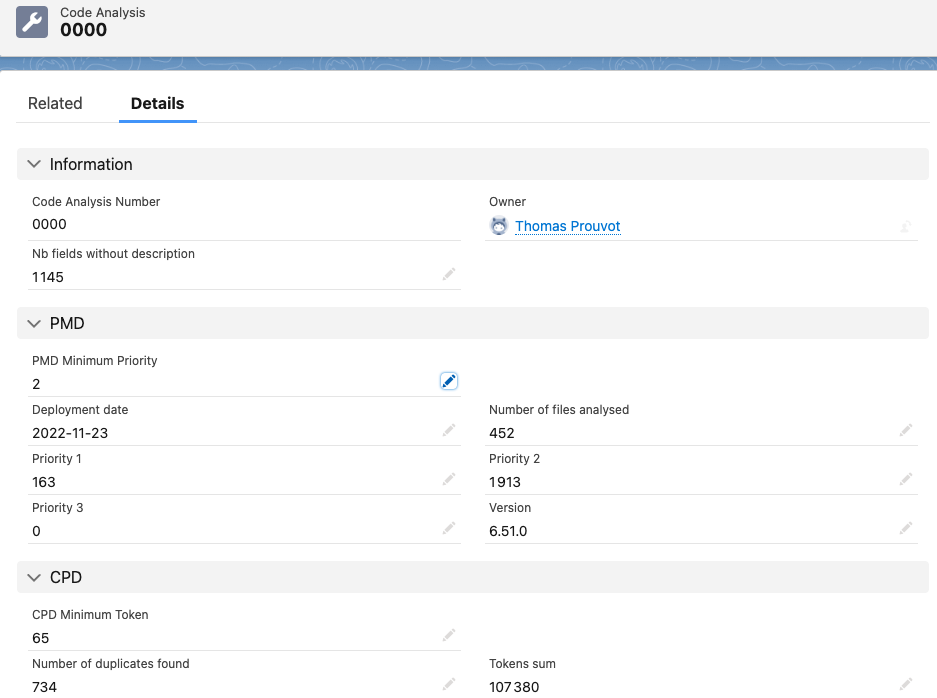 Code Analysis
0000
Related Details
Information
Code Analysis Number Owner
0000 Thomas Prouvot
Nb fields without description
1145
PMD
PMD Minimum Priority
2
Deployment date Number of files analysed
2022-11-23 452
Priority 1 Priority 2
163 1 913
Priority 3 Version
0 6.51.0
CPD
CPD Minimum Token
65
Number of duplicates found Tokens sum
734 107 380